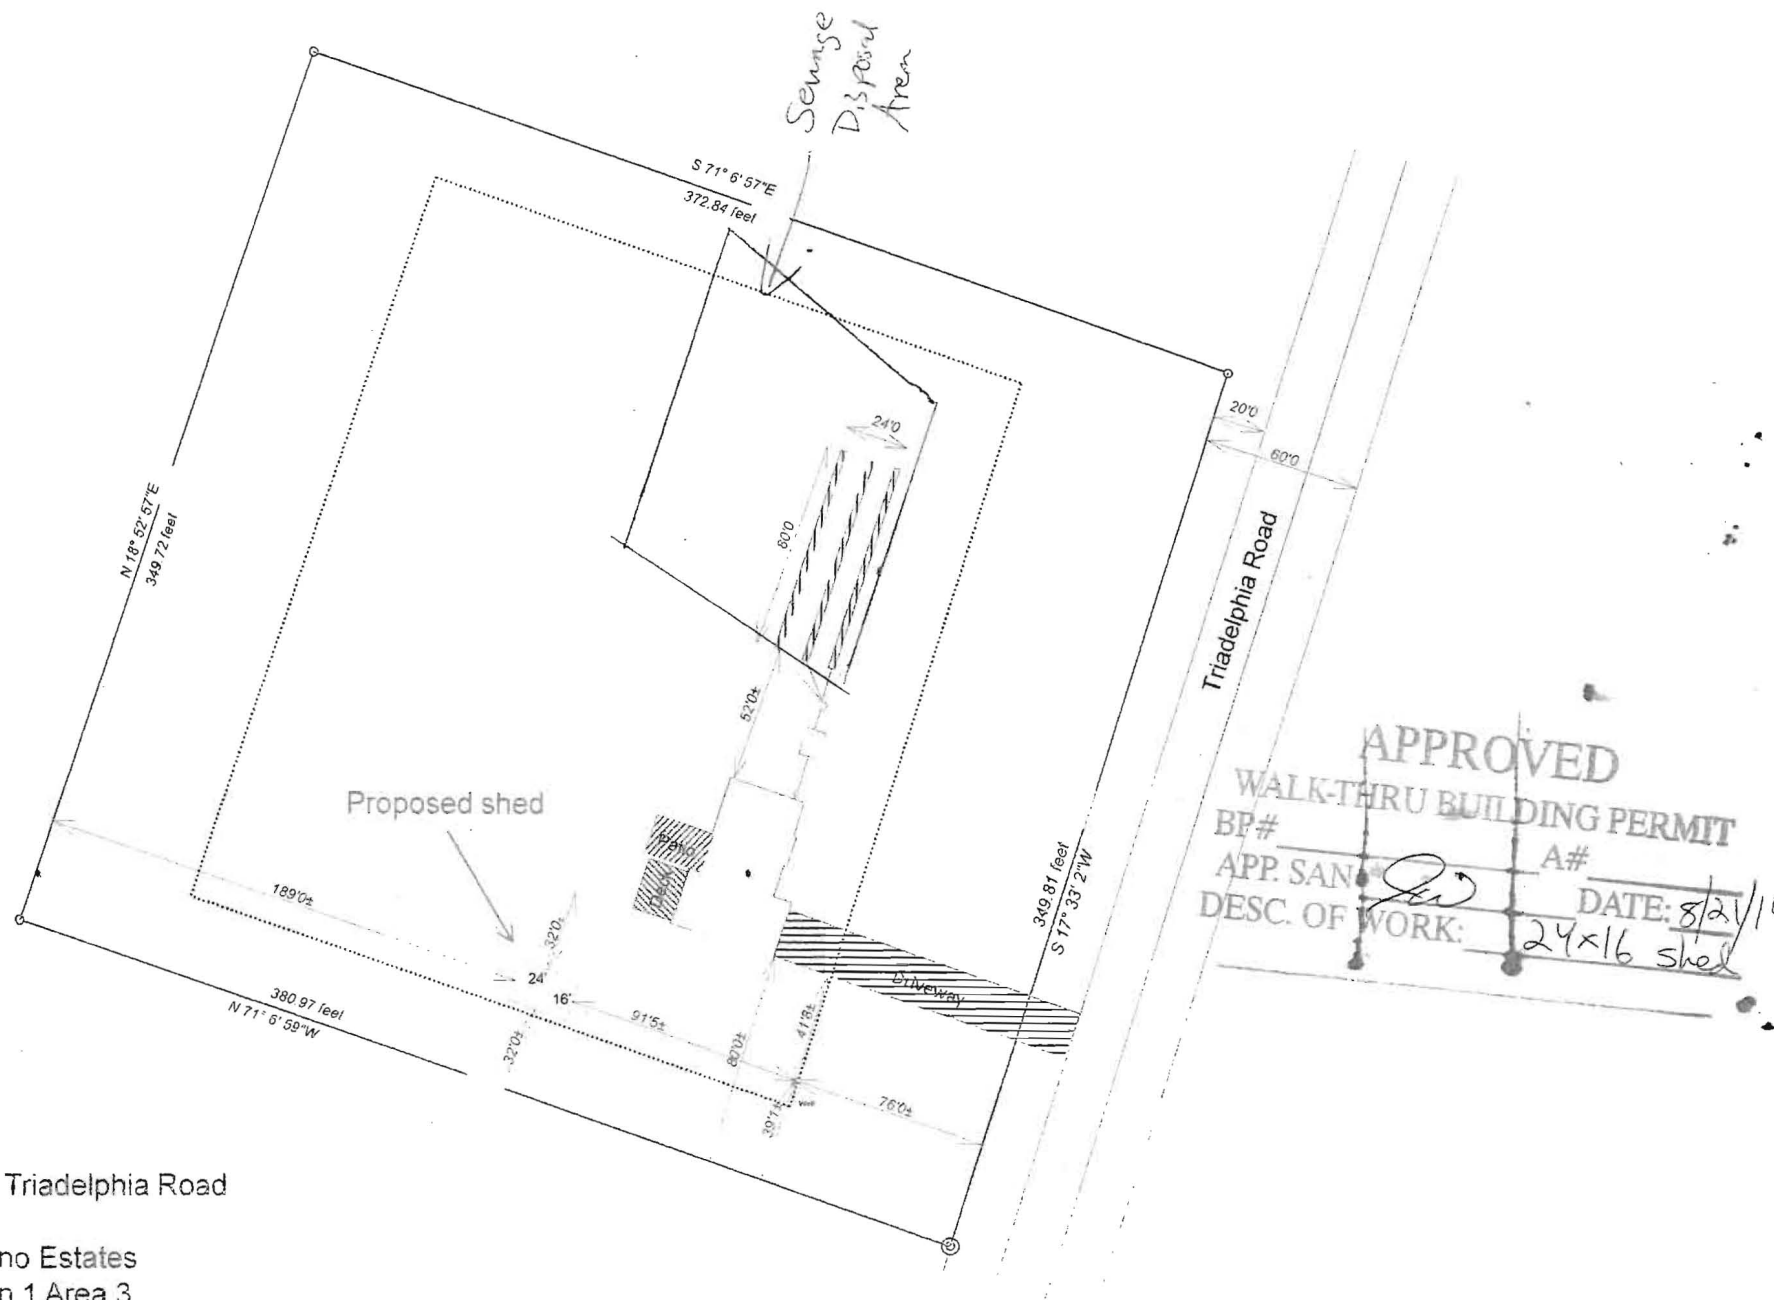 Sewage
Disposal
Area
S 71° 6' 57"E
372.84 feet
N 18° 52' 57"E
349.72 feet
24'0
20'0
60'0
80'0
Triadelphia Road
52'0±
Proposed shed
Patio
Deck
189'0±
32'0±
24'
16'
32'0±
91'5±
80'0±
41'8±
39'1±
Well
76'0±
Driveway
349.81 feet
S 17° 33' 2"W
380.97 feet
N 71° 6' 59"W
APPROVED
WALK-THRU BUILDING PERMIT
BP# A#
APP. SAN DATE: 8/21/1
DESC. OF WORK: 24x16 shed
Triadelphia Road
no Estates
n 1 Area 3